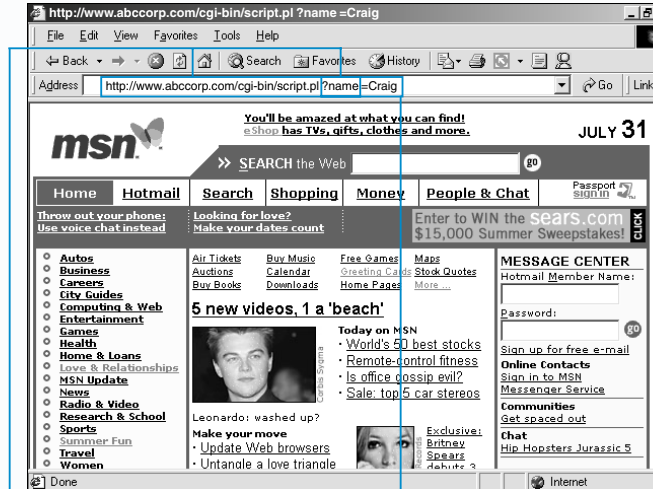 http://www.abccorp.com/cgi-bin/script.pl ?name =Craig
File Edit View Favorites Tools Help
Back Search Favorites History
Address http://www.abccorp.com/cgi-bin/script.pl ?name =Craig Go Link
You'll be amazed at what you can find!
eShop has TVs, gifts, clothes and more.
JULY 31
msn
>> SEARCH the Web go
Home Hotmail Search Shopping Money People & Chat Passport sign in
Throw out your phone:
Use voice chat instead
Looking for love?
Make your dates count
Enter to WIN the sears.com
$15,000 Summer Sweepstakes!
CLICK
Autos
Business
Careers
City Guides
Computing & Web
Entertainment
Games
Health
Home & Loans
Love & Relationships
MSN Update
News
Radio & Video
Research & School
Sports
Summer Fun
Travel
Women
Air Tickets Buy Music Free Games Maps
Auctions Calendar Greeting Cards Stock Quotes
Buy Books Downloads Home Pages More ...
5 new videos, 1 a 'beach'
Corbis Sygma
Today on MSN
· World's 50 best stocks
· Remote-control fitness
· Is office gossip evil?
· Sale: top 5 car stereos
Leonardo: washed up?
Make your move
· Update Web browsers
· Untangle a love triangle
Records
Exclusive:
Britney
Spears
debuts 3
MESSAGE CENTER
Hotmail Member Name:
Password:
go
Sign up for free e-mail
Online Contacts
Sign in to MSN
Messenger Service
Communities
Get spaced out
Chat
Hip Hopsters Jurassic 5
Done Internet